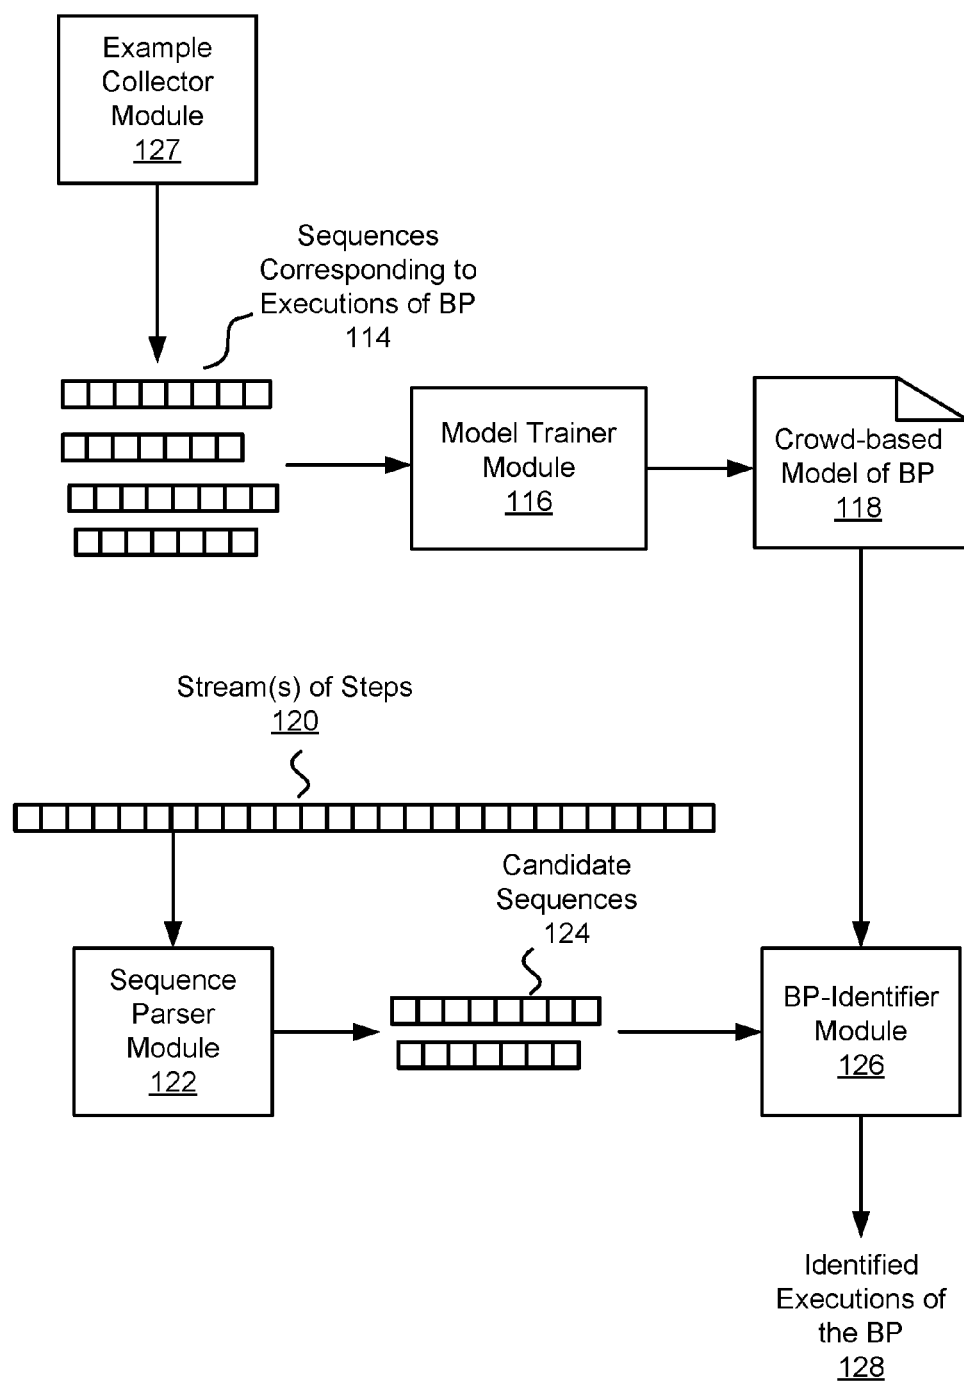 Example
Collector
Module
127
Sequences
Corresponding to
Executions of BP
114
Model Trainer
Module
116
Crowd-based
Model of BP
118
Stream(s) of Steps
120
Candidate
Sequences
124
Sequence
Parser
Module
122
BP-Identifier
Module
126
Identified
Executions of
the BP
128